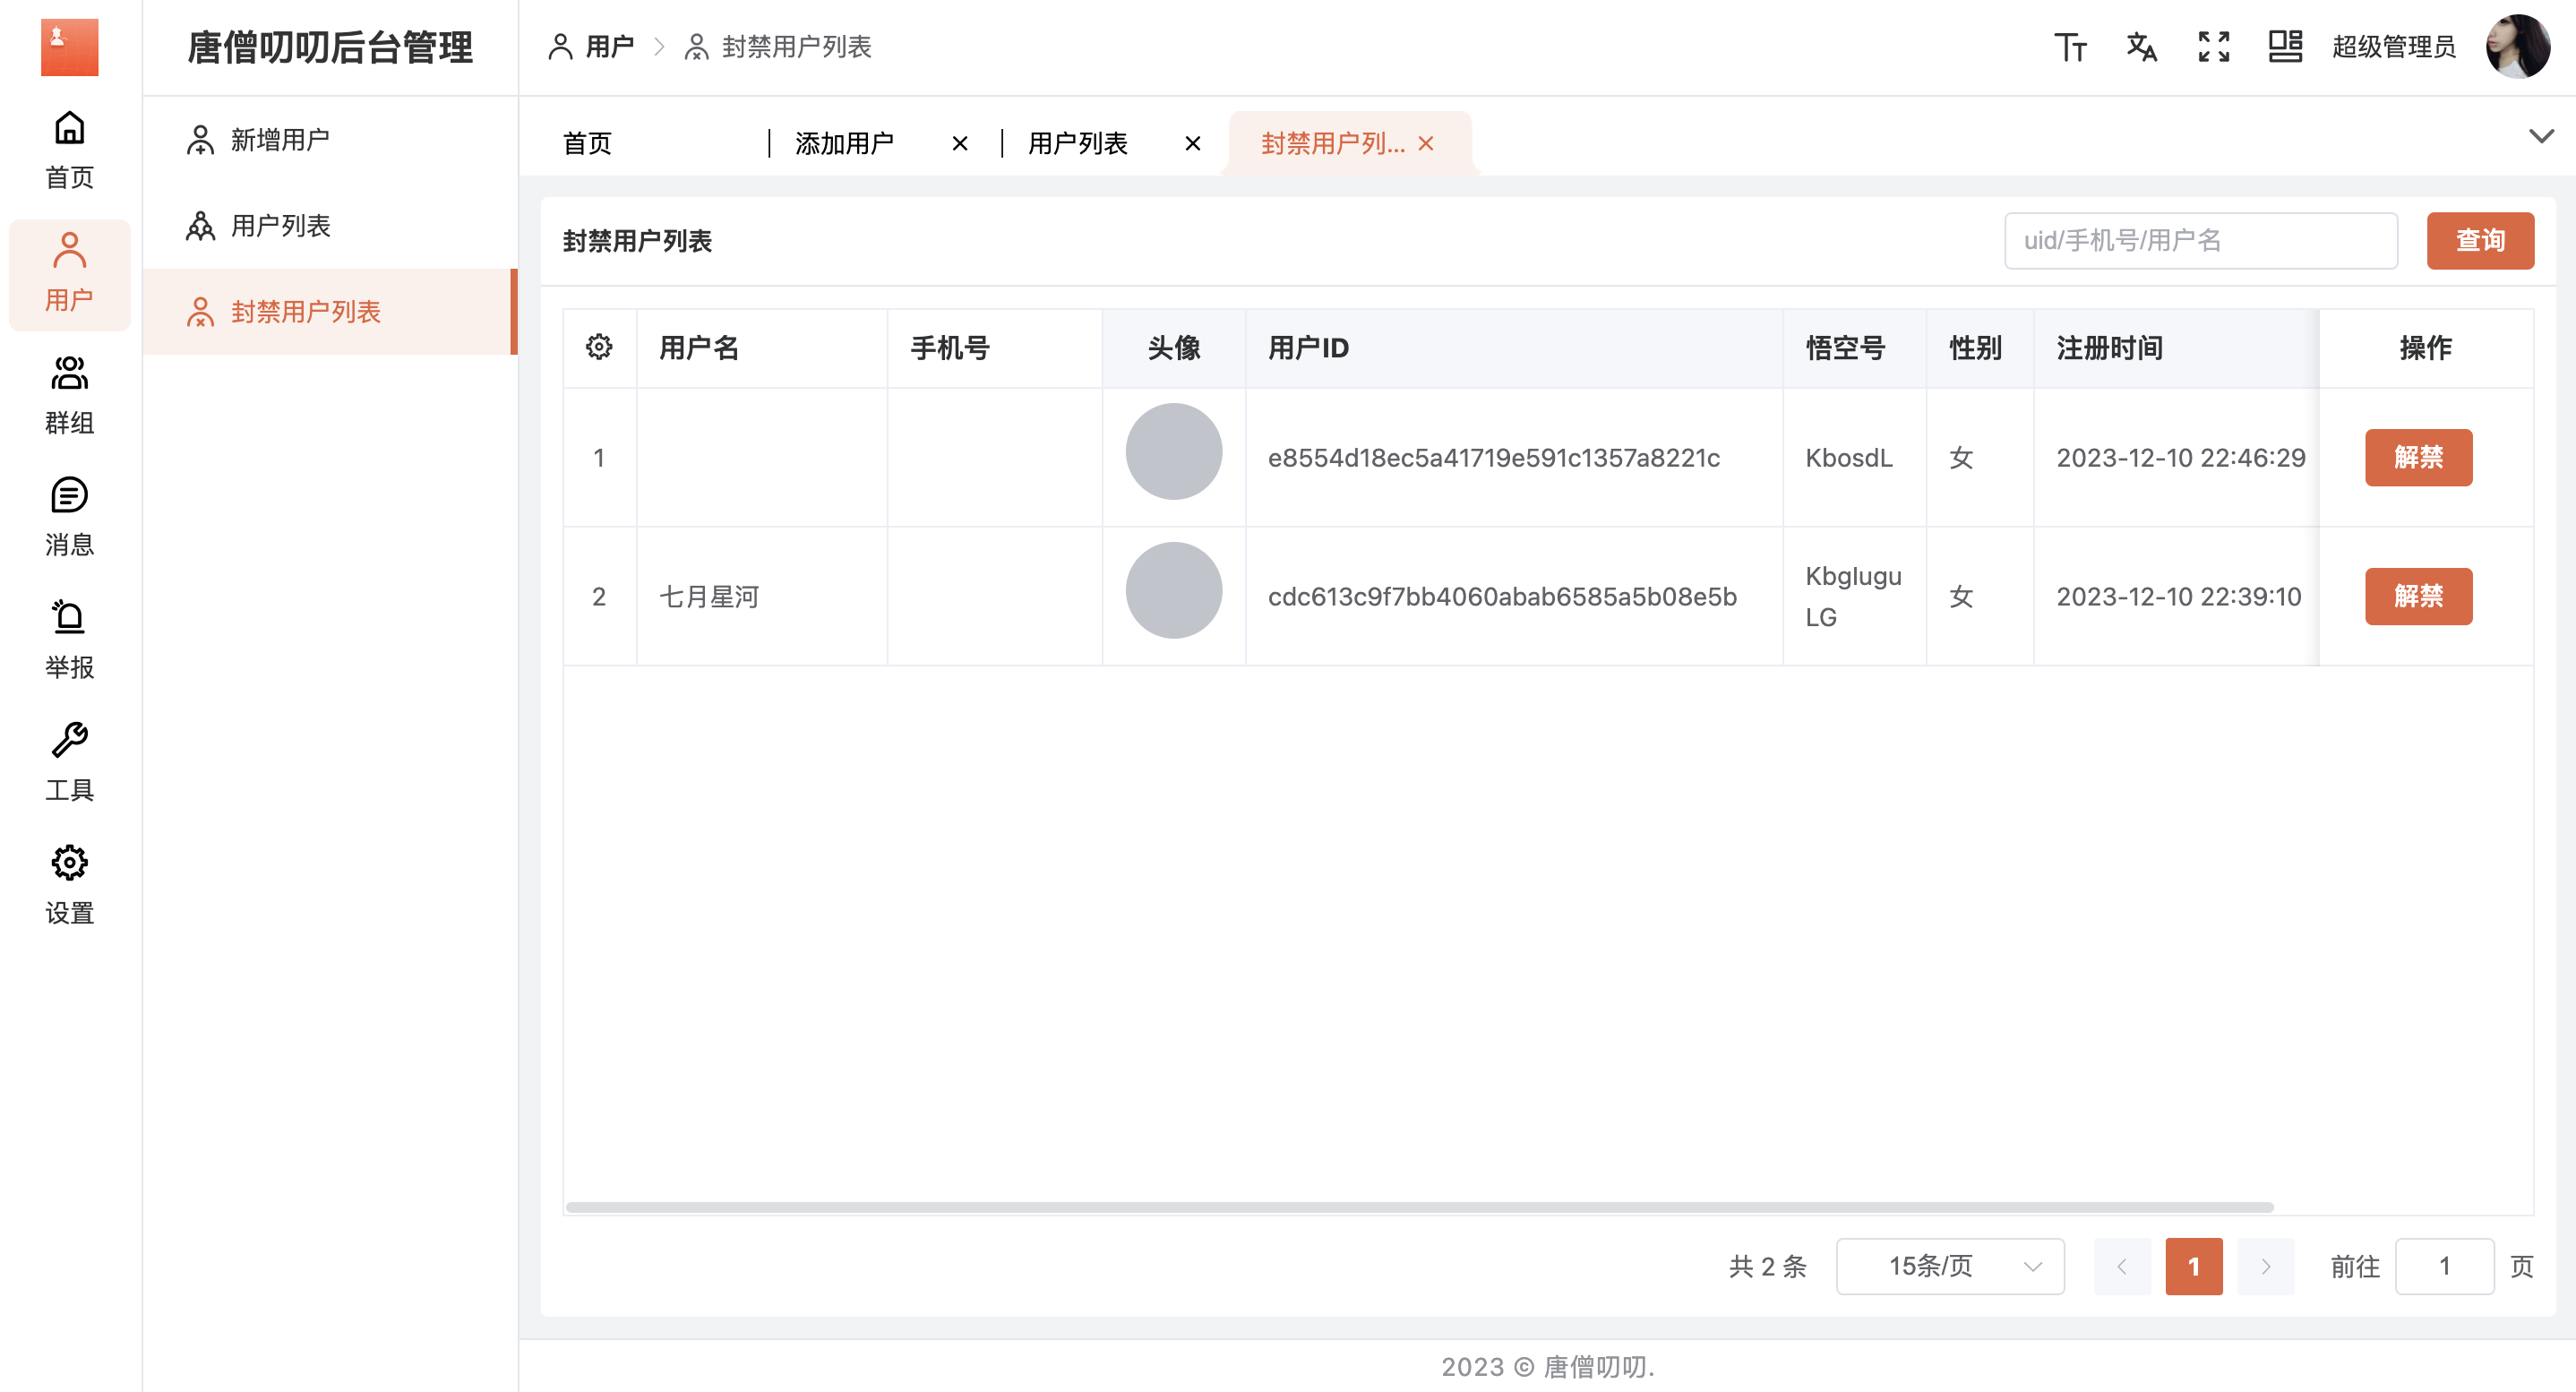 唐僧叨叨后台管理
首页
用户
群组
消息
举报
工具
设置
新增用户
用户列表
封禁用户列表
用户 封禁用户列表
超级管理员
首页 添加用户 用户列表 封禁用户列...
封禁用户列表
uid/手机号/用户名 查询
用户名 手机号 头像 用户ID 悟空号 性别 注册时间 操作
1 e8554d18ec5a41719e591c1357a8221c KbosdL 女 2023-12-10 22:46:29 解禁
2 七月星河 cdc613c9f7bb4060abab6585a5b08e5b Kbglugu 女 2023-12-10 22:39:10 解禁
LG
共 2 条 15条/页 1 前往 1 页
2023 © 唐僧叨叨.